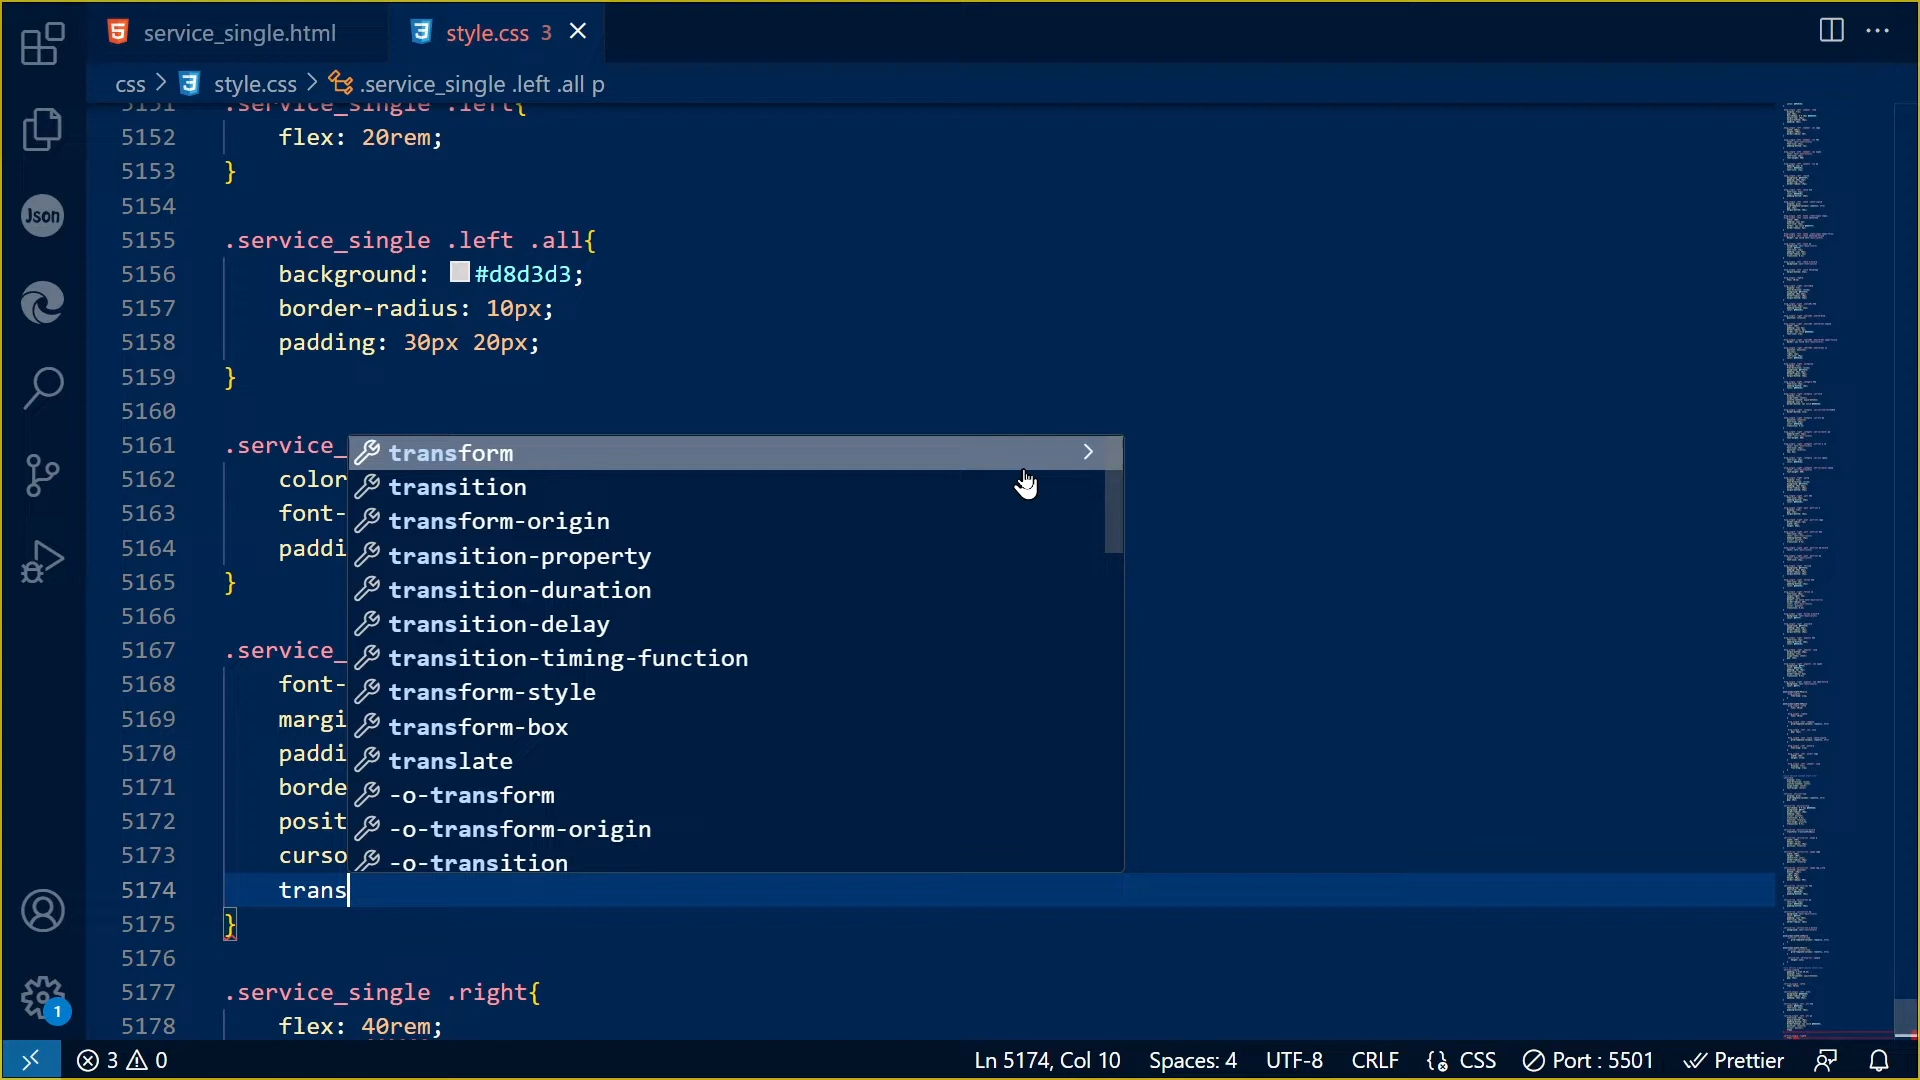 service_single.html
style.css 3
css > style.css > .service_single .left .all p
5151 .service_single .left{
5152 flex: 20rem;
5153 }
5154
5155 .service_single .left .all{
5156 background: #d8d3d3;
5157 border-radius: 10px;
5158 padding: 30px 20px;
5159 }
5160
5161 .service_
5162 color
5163 font-
5164 paddi
5165 }
5166
5167 .service_
5168 font-
5169 margi
5170 paddi
5171 borde
5172 posit
5173 curso
5174 trans
5175 }
5176
5177 .service_single .right{
5178 flex: 40rem;
transform
transition
transform-origin
transition-property
transition-duration
transition-delay
transition-timing-function
transform-style
transform-box
translate
-o-transform
-o-transform-origin
-o-transition
Json
1
3 0
Ln 5174, Col 10 Spaces: 4 UTF-8 CRLF CSS Port : 5501 Prettier